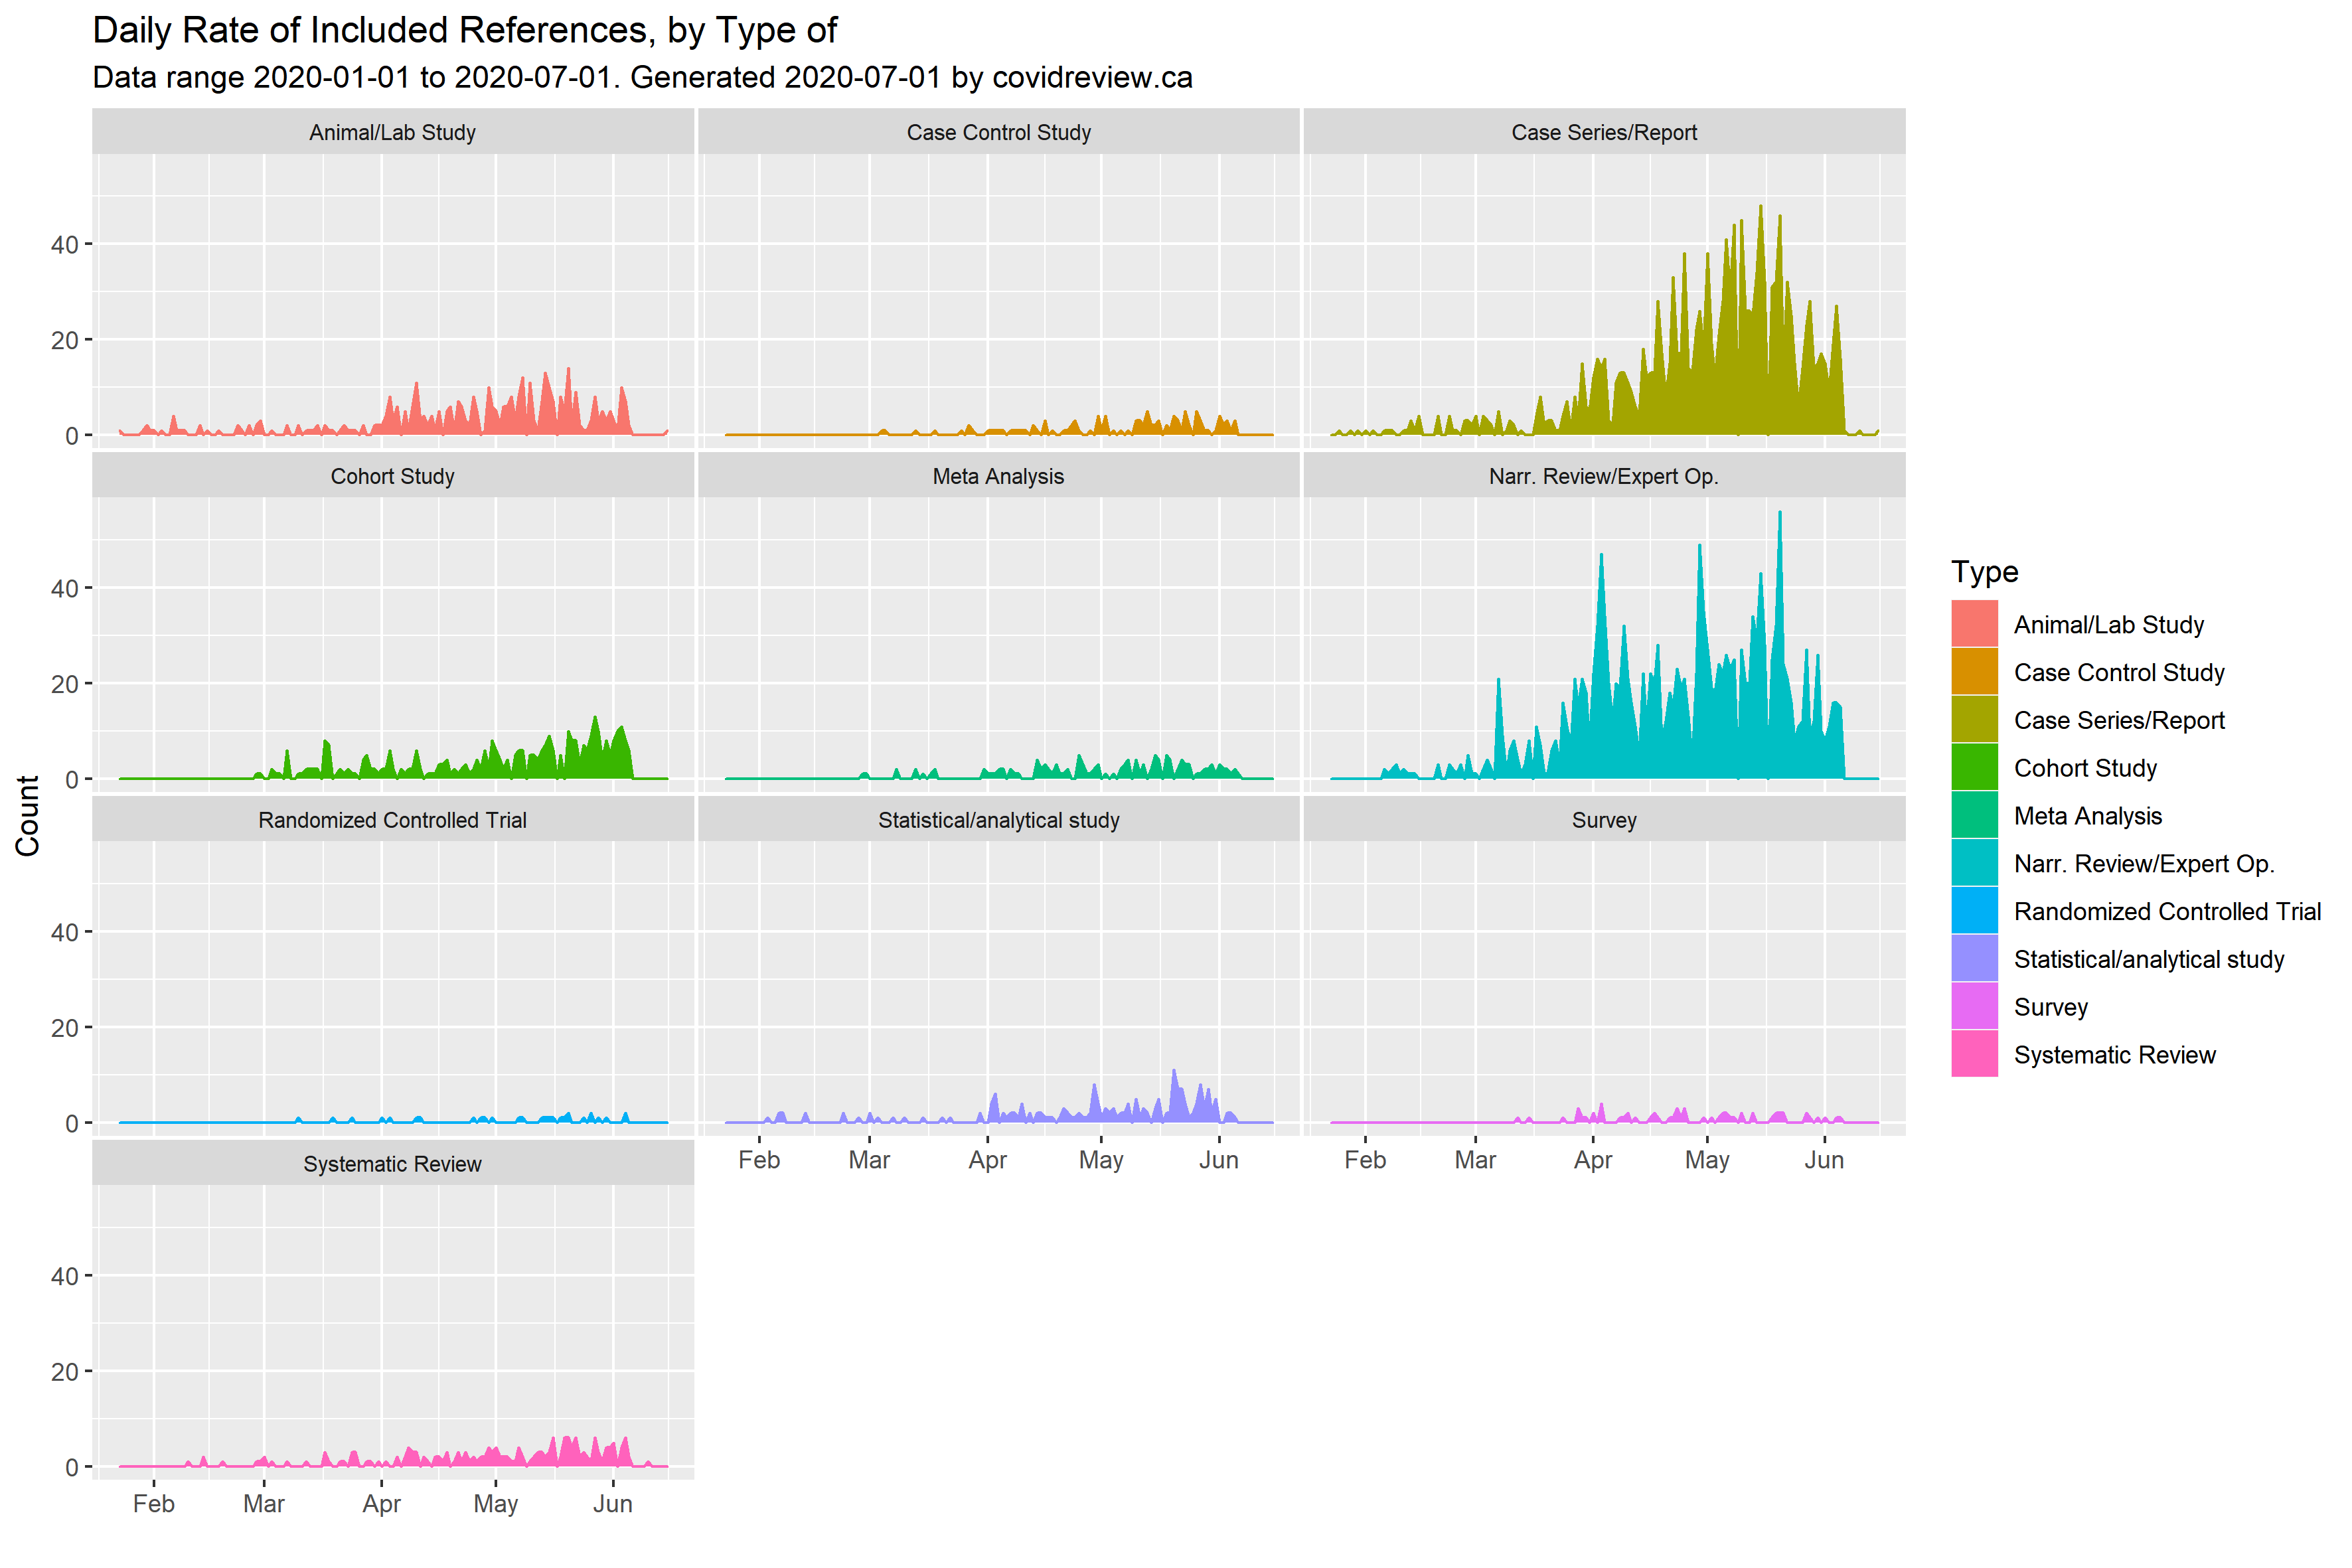 Daily Rate of Included References, by Type of
Data range 2020-01-01 to 2020-07-01. Generated 2020-07-01 by covidreview.ca
Animal/Lab Study
Case Control Study
Case Series/Report
40
20
0
Cohort Study
Meta Analysis
Narr. Review/Expert Op.
40
20
0
Count
Randomized Controlled Trial
Statistical/analytical study
Survey
40
20
0
Feb Mar Apr May Jun
Feb Mar Apr May Jun
Systematic Review
40
20
0
Feb Mar Apr May Jun
Type
Animal/Lab Study
Case Control Study
Case Series/Report
Cohort Study
Meta Analysis
Narr. Review/Expert Op.
Randomized Controlled Trial
Statistical/analytical study
Survey
Systematic Review